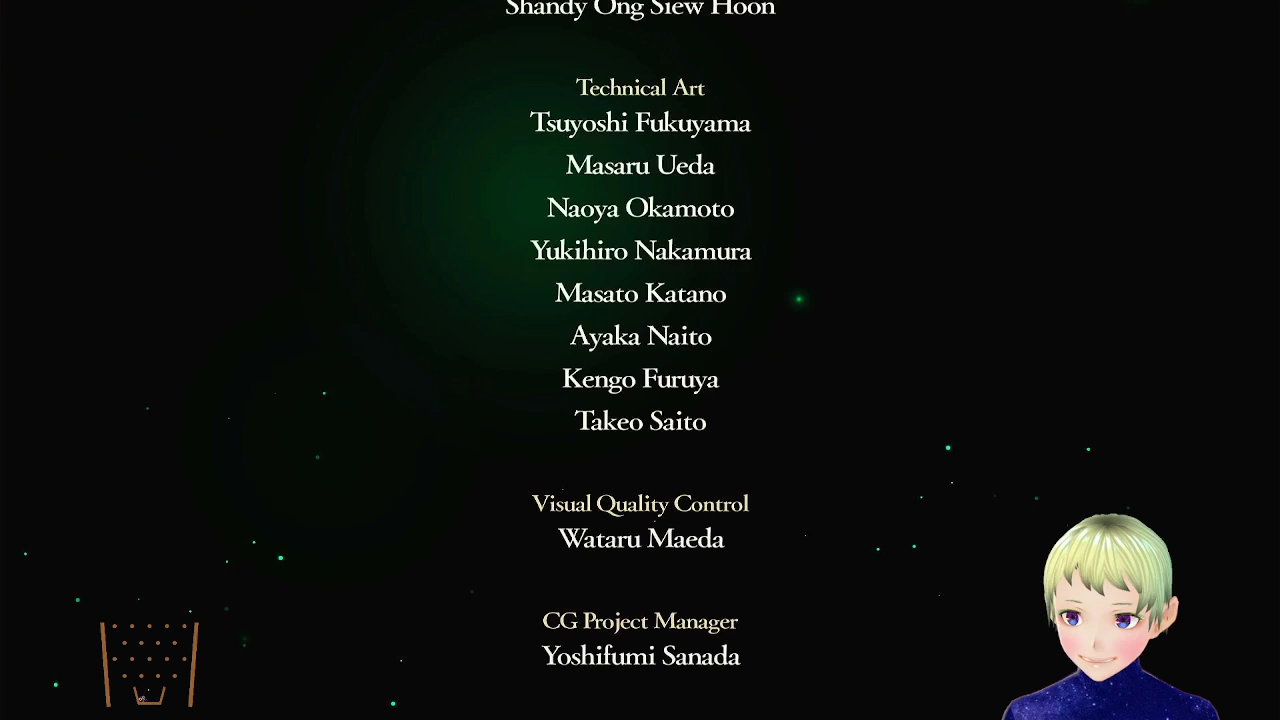 Shandy Ong Siew Hoon
Technical Art
Tsuyoshi Fukuyama
Masaru Ueda
Naoya Okamoto
Yukihiro Nakamura
Masato Katano
Ayaka Naito
Kengo Furuya
Takeo Saito
Visual Quality Control
Wataru Maeda
CG Project Manager
Yoshifumi Sanada